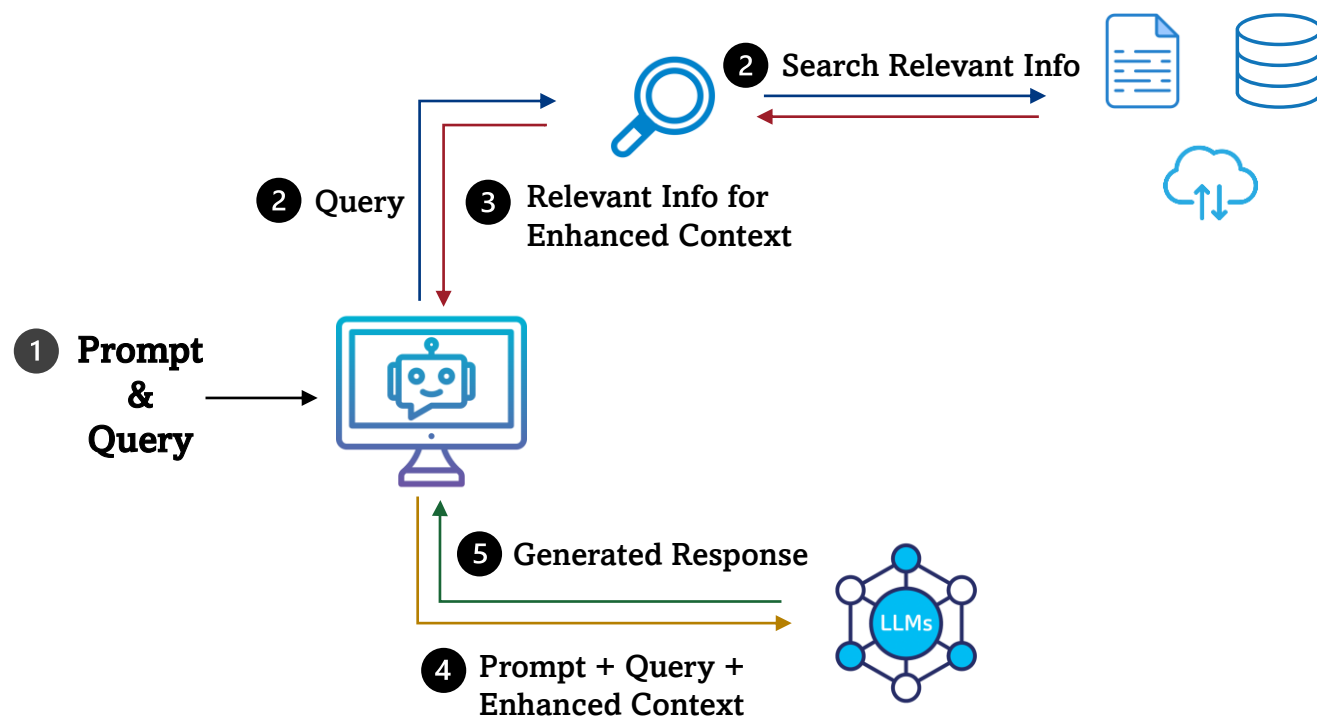 2 Search Relevant Info
2 Query
3 Relevant Info for
Enhanced Context
1 Prompt
&
Query
5 Generated Response
LLMs
4 Prompt + Query +
Enhanced Context